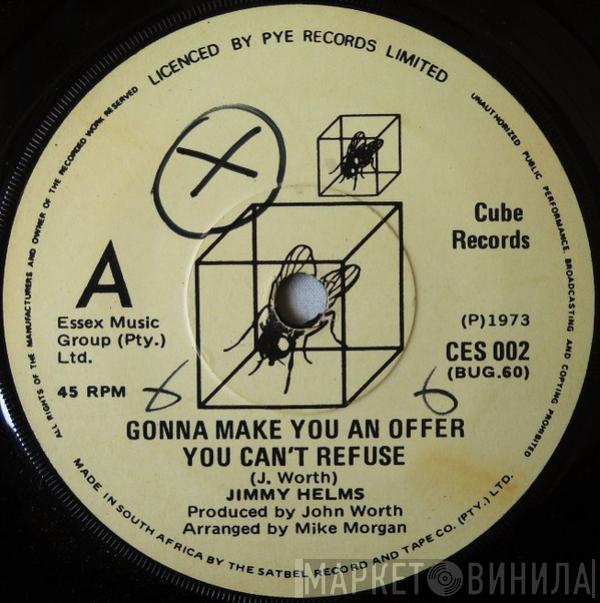 LICENCED BY PYE RECORDS LIMITED
ALL RIGHTS OF THE MANUFACTURERS AND OWNER OF THE RECORDED WORK RESERVED
UNAUTHORIZED PUBLIC PERFORMANCE, BROADCASTING AND COPYING PROHIBITED
X
Cube
Records
A
Essex Music
Group (Pty.)
Ltd.
45 RPM
(P)1973
CES 002
(BUG.60)
6
6
GONNA MAKE YOU AN OFFER
YOU CAN'T REFUSE
(J. Worth)
JIMMY HELMS
Produced by John Worth
Arranged by Mike Morgan
MADE IN SOUTH AFRICA BY THE SATBEL RECORD AND TAPE CO. (PTY.) LTD.
МАРКЕТ ВИНИЛА!